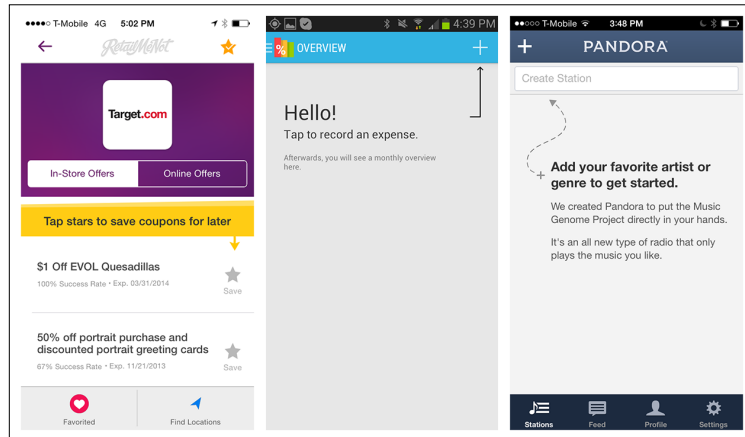 T-Mobile 4G 5:02 PM
RetailMeNot
Target.com
In-Store Offers Online Offers
Tap stars to save coupons for later
$1 Off EVOL Quesadillas
100% Success Rate • Exp. 03/31/2014
Save
50% off portrait purchase and
discounted portrait greeting cards
67% Success Rate • Exp. 11/21/2013
Save
Favorited Find Locations
4:39 PM
% OVERVIEW
Hello!
Tap to record an expense.
Afterwards, you will see a monthly overview
here.
T-Mobile 3:48 PM
PANDORA
Create Station
Add your favorite artist or
genre to get started.
We created Pandora to put the Music
Genome Project directly in your hands.
It's an all new type of radio that only
plays the music you like.
Stations Feed Profile Settings